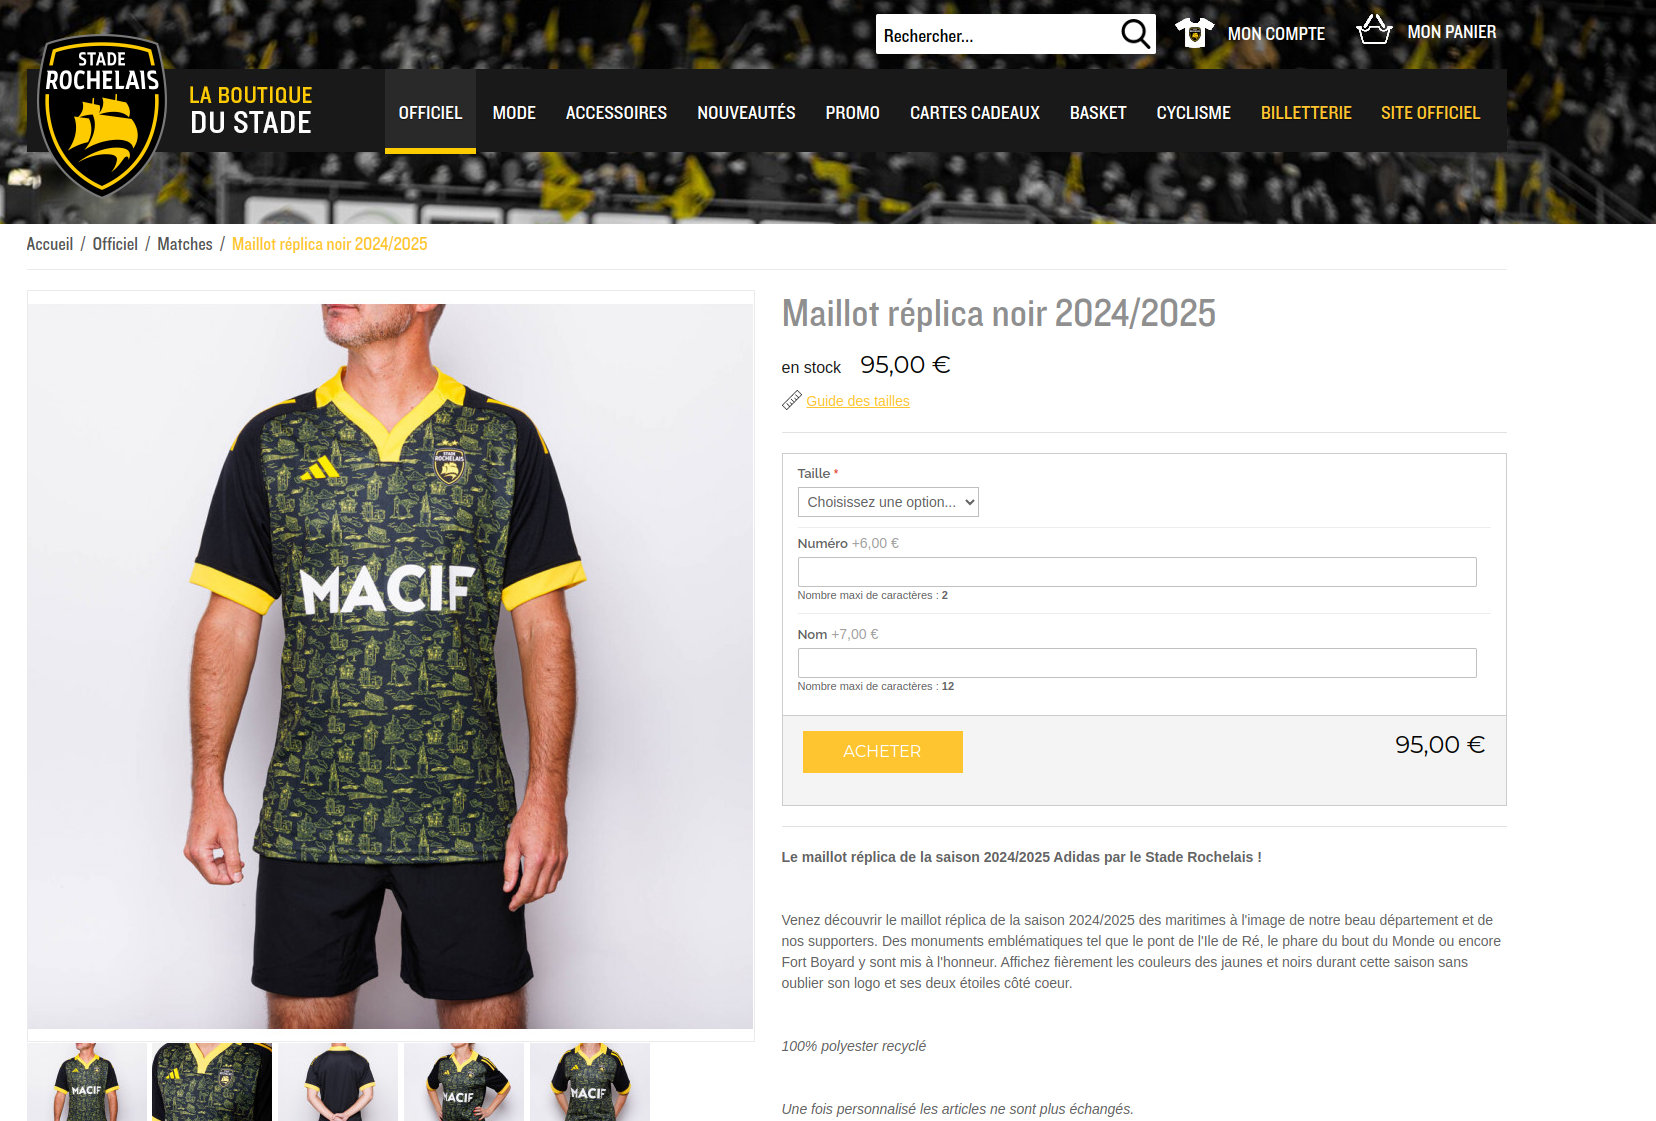 Rechercher...
MON COMPTE
MON PANIER
STADE
ROCHELAIS
LA BOUTIQUE
DU STADE
OFFICIEL
MODE
ACCESSOIRES
NOUVEAUTÉS
PROMO
CARTES CADEAUX
BASKET
CYCLISME
BILLETTERIE
SITE OFFICIEL
Accueil / Officiel / Matches / Maillot réplica noir 2024/2025
STADE
ROCHELAIS
MACIF
MACIF
MACIF
MACIF
Maillot réplica noir 2024/2025
en stock 95,00 €
Guide des tailles
Taille *
Choisissez une option...
Numéro +6,00 €
Nombre maxi de caractères : 2
Nom +7,00 €
Nombre maxi de caractères : 12
ACHETER
95,00 €
Le maillot réplica de la saison 2024/2025 Adidas par le Stade Rochelais !
Venez découvrir le maillot réplica de la saison 2024/2025 des maritimes à l'image de notre beau département et de
nos supporters. Des monuments emblématiques tel que le pont de l'Ile de Ré, le phare du bout du Monde ou encore
Fort Boyard y sont mis à l'honneur. Affichez fièrement les couleurs des jaunes et noirs durant cette saison sans
oublier son logo et ses deux étoiles côté coeur.
100% polyester recyclé
Une fois personnalisé les articles ne sont plus échangés.